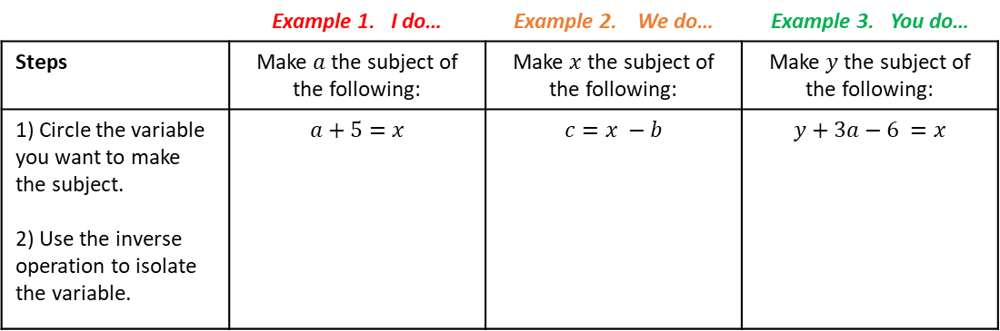 Example 1. I do...
Example 2. We do...
Example 3. You do...
Steps
Make a the subject of
the following:
Make x the subject of
the following:
Make y the subject of
the following:
1) Circle the variable
you want to make
the subject.
2) Use the inverse
operation to isolate
the variable.
a + 5 = x
c = x − b
y + 3a − 6 = x